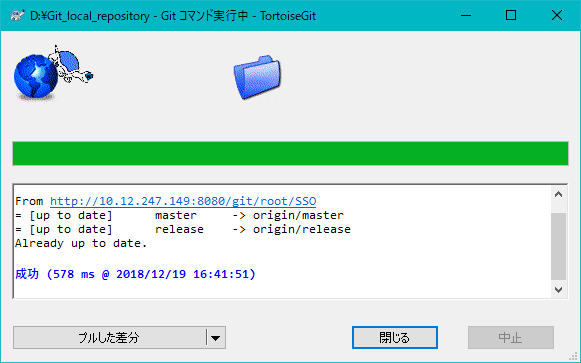 D:\Git_local_repository - Git コマンド実行中 - TortoiseGit
From http://10.12.247.149:8080/git/root/SSO
= [up to date]      master     -> origin/master
= [up to date]      release    -> origin/release
Already up to date.
成功 (578 ms @ 2018/12/19 16:41:51)
プルした差分
閉じる
中止